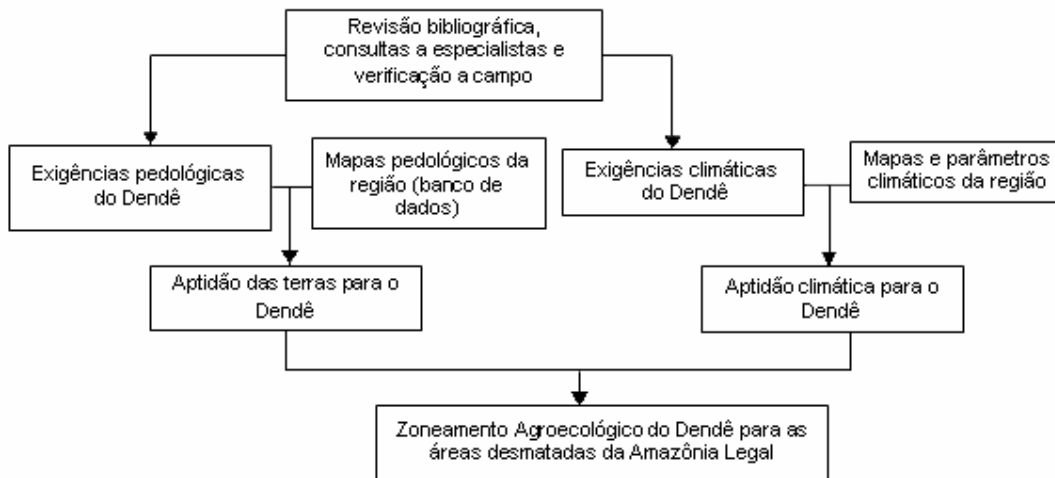 Revisão bibliográfica,
consultas a especialistas e
verificação a campo
Exigências pedológicas
do Dendê
Mapas pedológicos da
região (banco de
dados)
Exigências climáticas
do Dendê
Mapas e parâmetros
climáticos da região
Aptidão das terras para o
Dendê
Aptidão climática para o
Dendê
Zoneamento Agroecológico do Dendê para as
áreas desmatadas da Amazônia Legal